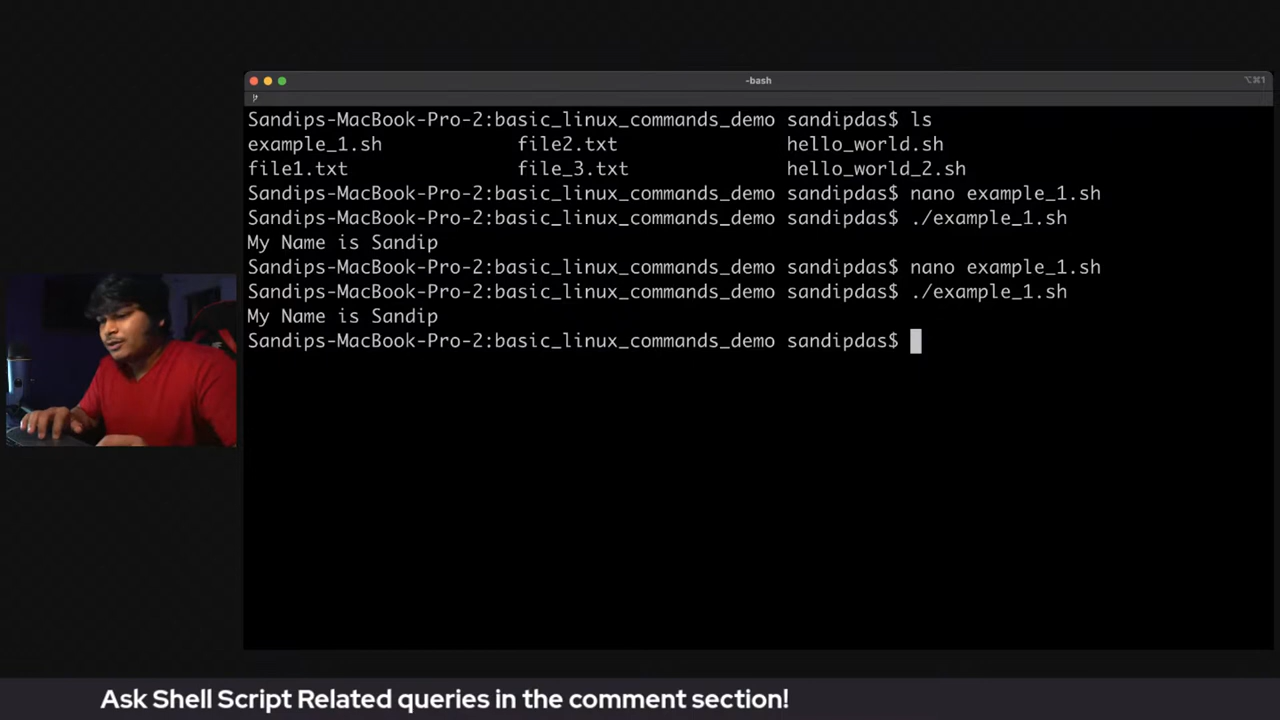 -bash
⌥⌘1
Sandips-MacBook-Pro-2:basic_linux_commands_demo sandipdas$ ls
example_1.sh file2.txt hello_world.sh
file1.txt file_3.txt hello_world_2.sh
Sandips-MacBook-Pro-2:basic_linux_commands_demo sandipdas$ nano example_1.sh
Sandips-MacBook-Pro-2:basic_linux_commands_demo sandipdas$ ./example_1.sh
My Name is Sandip
Sandips-MacBook-Pro-2:basic_linux_commands_demo sandipdas$ nano example_1.sh
Sandips-MacBook-Pro-2:basic_linux_commands_demo sandipdas$ ./example_1.sh
My Name is Sandip
Sandips-MacBook-Pro-2:basic_linux_commands_demo sandipdas$
Ask Shell Script Related queries in the comment section!